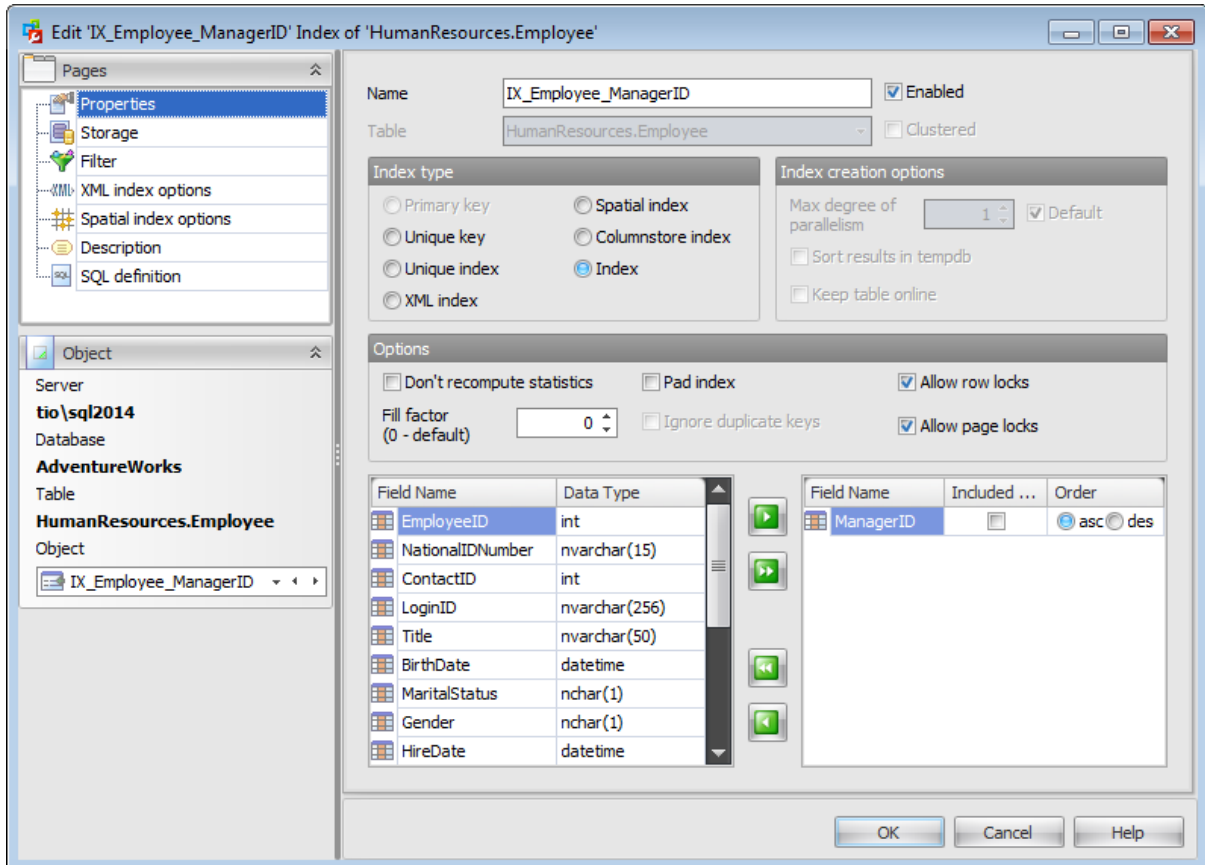 Edit 'IX_Employee_ManagerID' Index of 'HumanResources.Employee'
Pages
Properties
Storage
Filter
XML XML index options
Spatial index options
Description
SQL SQL definition
Object
Server
tio\sql2014
Database
AdventureWorks
Table
HumanResources.Employee
Object
IX_Employee_ManagerID
Name IX_Employee_ManagerID Enabled
Table HumanResources.Employee Clustered
Index type
Primary key Spatial index
Unique key Columnstore index
Unique index Index
XML index
Index creation options
Max degree of
parallelism 1 Default
Sort results in tempdb
Keep table online
Options
Don't recompute statistics Pad index Allow row locks
Fill factor
(0 - default) 0 Ignore duplicate keys Allow page locks
Field Name Data Type
EmployeeID int
NationalIDNumber nvarchar(15)
ContactID int
LoginID nvarchar(256)
Title nvarchar(50)
BirthDate datetime
MaritalStatus nchar(1)
Gender nchar(1)
HireDate datetime
Field Name Included ... Order
ManagerID asc des
OK Cancel Help